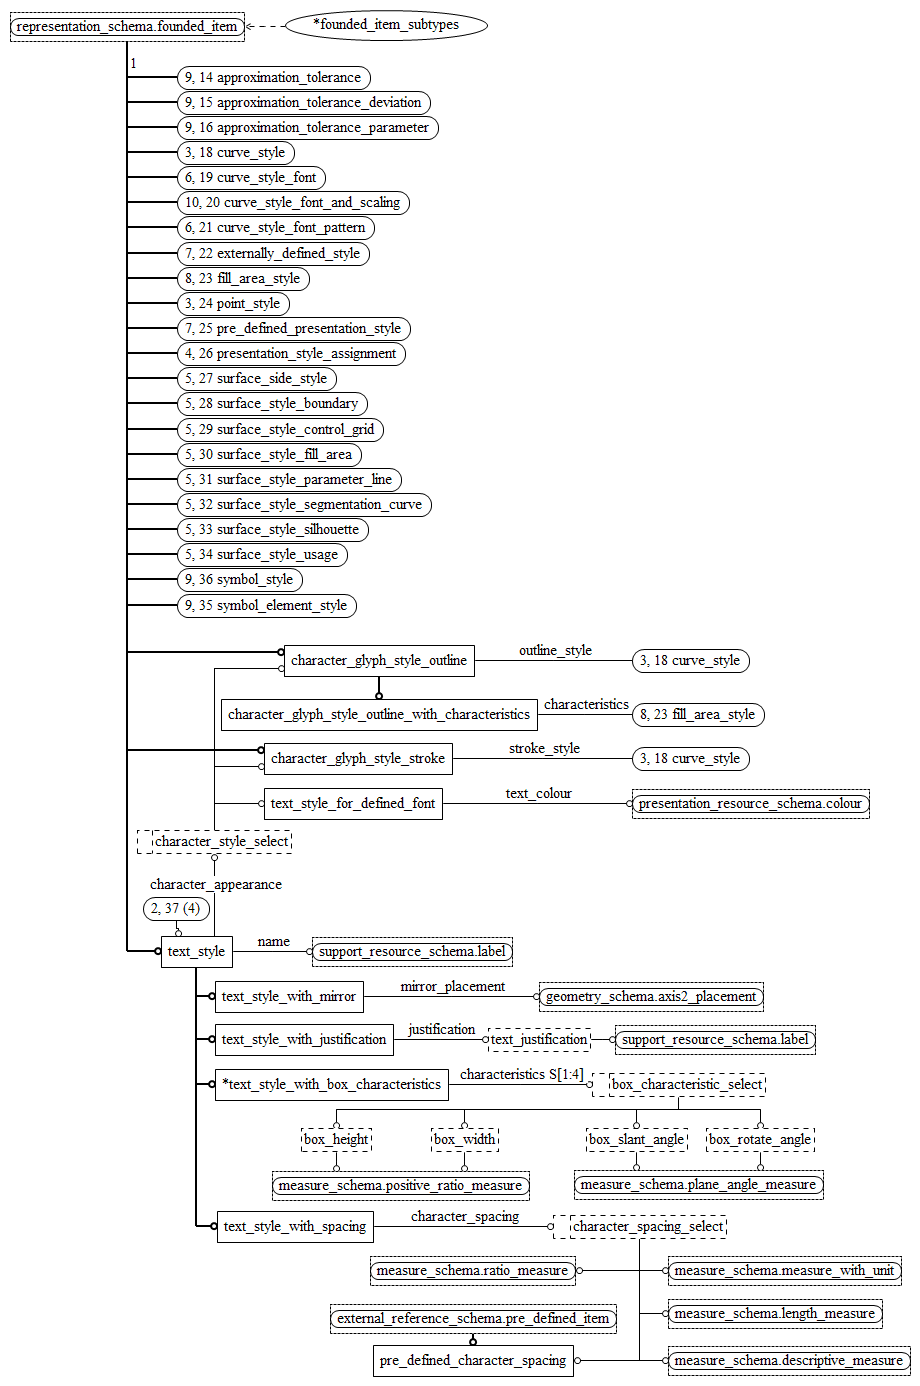 representation_schema.founded_item
*founded_item_subtypes
1
9, 14 approximation_tolerance
9, 15 approximation_tolerance_deviation
9, 16 approximation_tolerance_parameter
3, 18 curve_style
6, 19 curve_style_font
10, 20 curve_style_font_and_scaling
6, 21 curve_style_font_pattern
7, 22 externally_defined_style
8, 23 fill_area_style
3, 24 point_style
7, 25 pre_defined_presentation_style
4, 26 presentation_style_assignment
5, 27 surface_side_style
5, 28 surface_style_boundary
5, 29 surface_style_control_grid
5, 30 surface_style_fill_area
5, 31 surface_style_parameter_line
5, 32 surface_style_segmentation_curve
5, 33 surface_style_silhouette
5, 34 surface_style_usage
9, 36 symbol_style
9, 35 symbol_element_style
character_glyph_style_outline
outline_style
3, 18 curve_style
character_glyph_style_outline_with_characteristics
characteristics
8, 23 fill_area_style
character_glyph_style_stroke
stroke_style
3, 18 curve_style
text_style_for_defined_font
text_colour
presentation_resource_schema.colour
character_style_select
character_appearance
2, 37 (4)
text_style
name
support_resource_schema.label
text_style_with_mirror
mirror_placement
geometry_schema.axis2_placement
text_style_with_justification
justification
text_justification
support_resource_schema.label
*text_style_with_box_characteristics
characteristics S[1:4]
box_characteristic_select
box_height
box_width
box_slant_angle
box_rotate_angle
measure_schema.positive_ratio_measure
measure_schema.plane_angle_measure
text_style_with_spacing
character_spacing
character_spacing_select
measure_schema.ratio_measure
measure_schema.measure_with_unit
external_reference_schema.pre_defined_item
measure_schema.length_measure
pre_defined_character_spacing
measure_schema.descriptive_measure